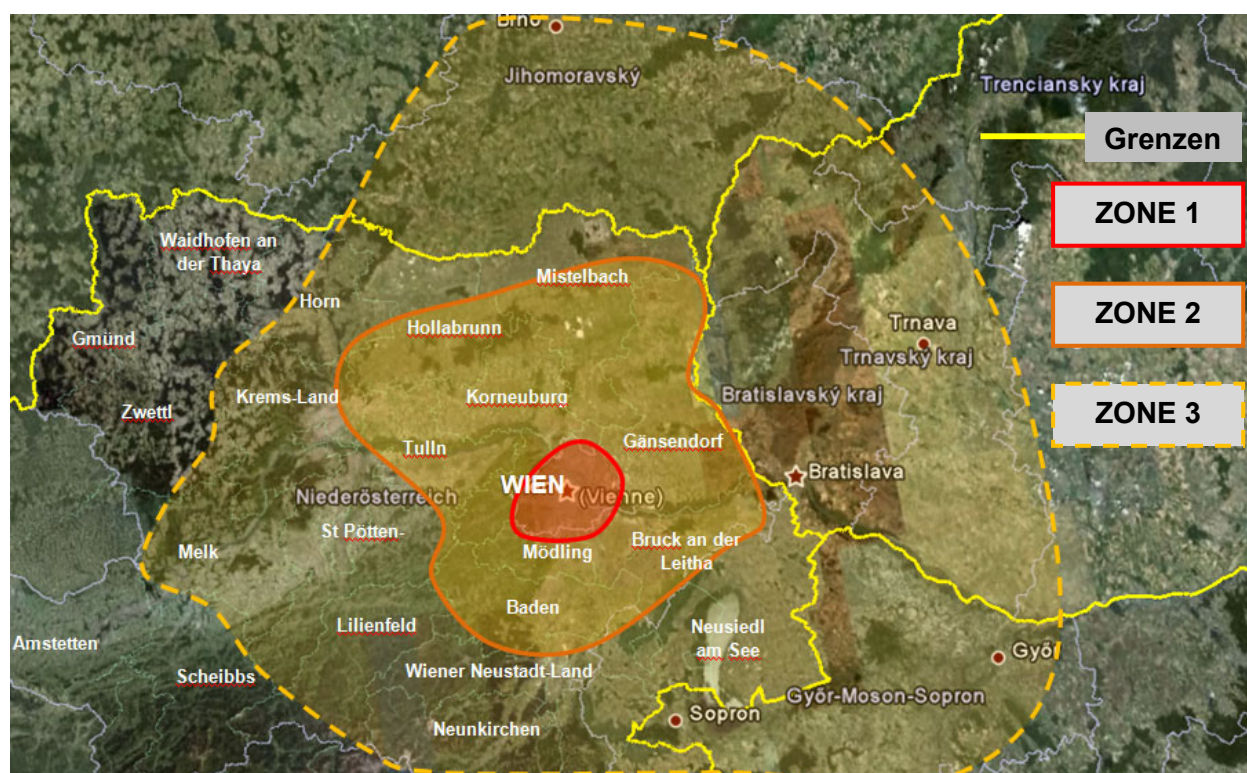 Brno
Jihomoravský
Trenciansky kraj
Grenzen
ZONE 1
Waidhofen an
der Thaya
Mistelbach
Horn
ZONE 2
Hollabrunn
Trnava
Gmünd
Trnavský kraj
Krems-Land
Korneuburg
Bratislavský kraj
Zwettl
ZONE 3
Gänsendorf
Tulln
Bratislava
WIEN
(Vienne)
Niederösterreich
St Pötten-
Melk
Mödling
Bruck an der
Leitha
Baden
Lilienfeld
Neusiedl
am See
Amstetten
Győr
Scheibbs
Wiener Neustadt-Land
Győr-Moson-Sopron
Sopron
Neunkirchen